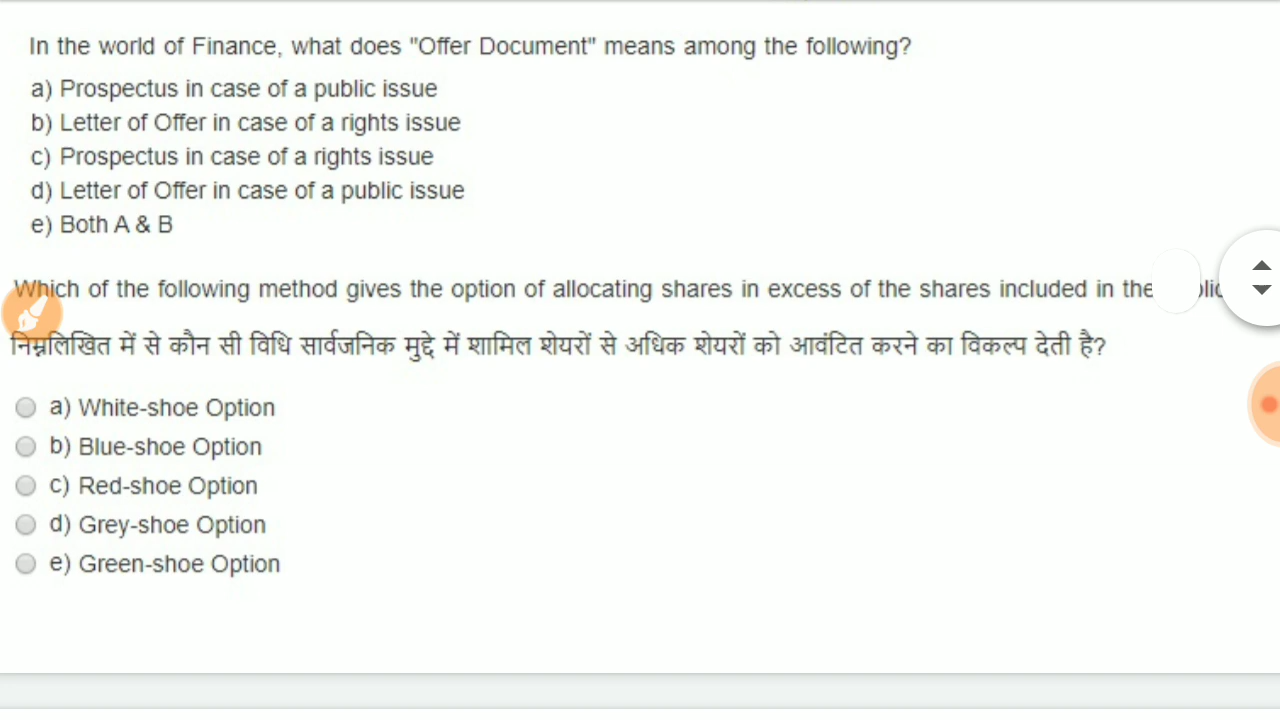 In the world of Finance, what does "Offer Document" means among the following?
a) Prospectus in case of a public issue
b) Letter of Offer in case of a rights issue
c) Prospectus in case of a rights issue
d) Letter of Offer in case of a public issue
e) Both A & B
Which of the following method gives the option of allocating shares in excess of the shares included in the
निम्नलिखित में से कौन सी विधि सार्वजनिक मुद्दे में शामिल शेयरों से अधिक शेयरों को आवंटित करने का विकल्प देती है?
a) White-shoe Option
b) Blue-shoe Option
c) Red-shoe Option
d) Grey-shoe Option
e) Green-shoe Option